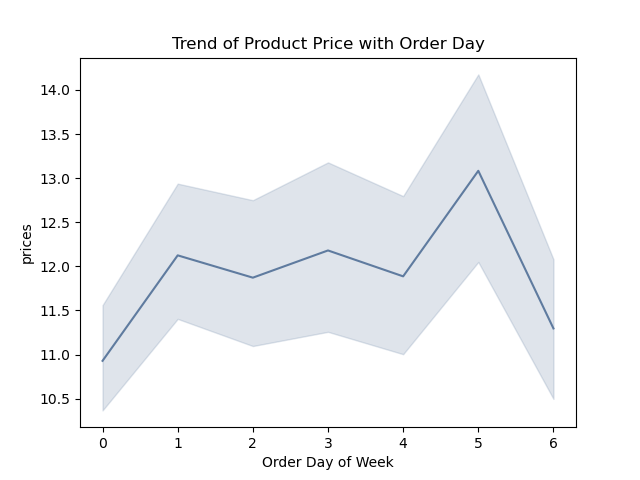 Trend of Product Price with Order Day
14.0
13.5
13.0
12.5
12.0
11.5
11.0
10.5
prices
0 1 2 3 4 5 6
Order Day of Week